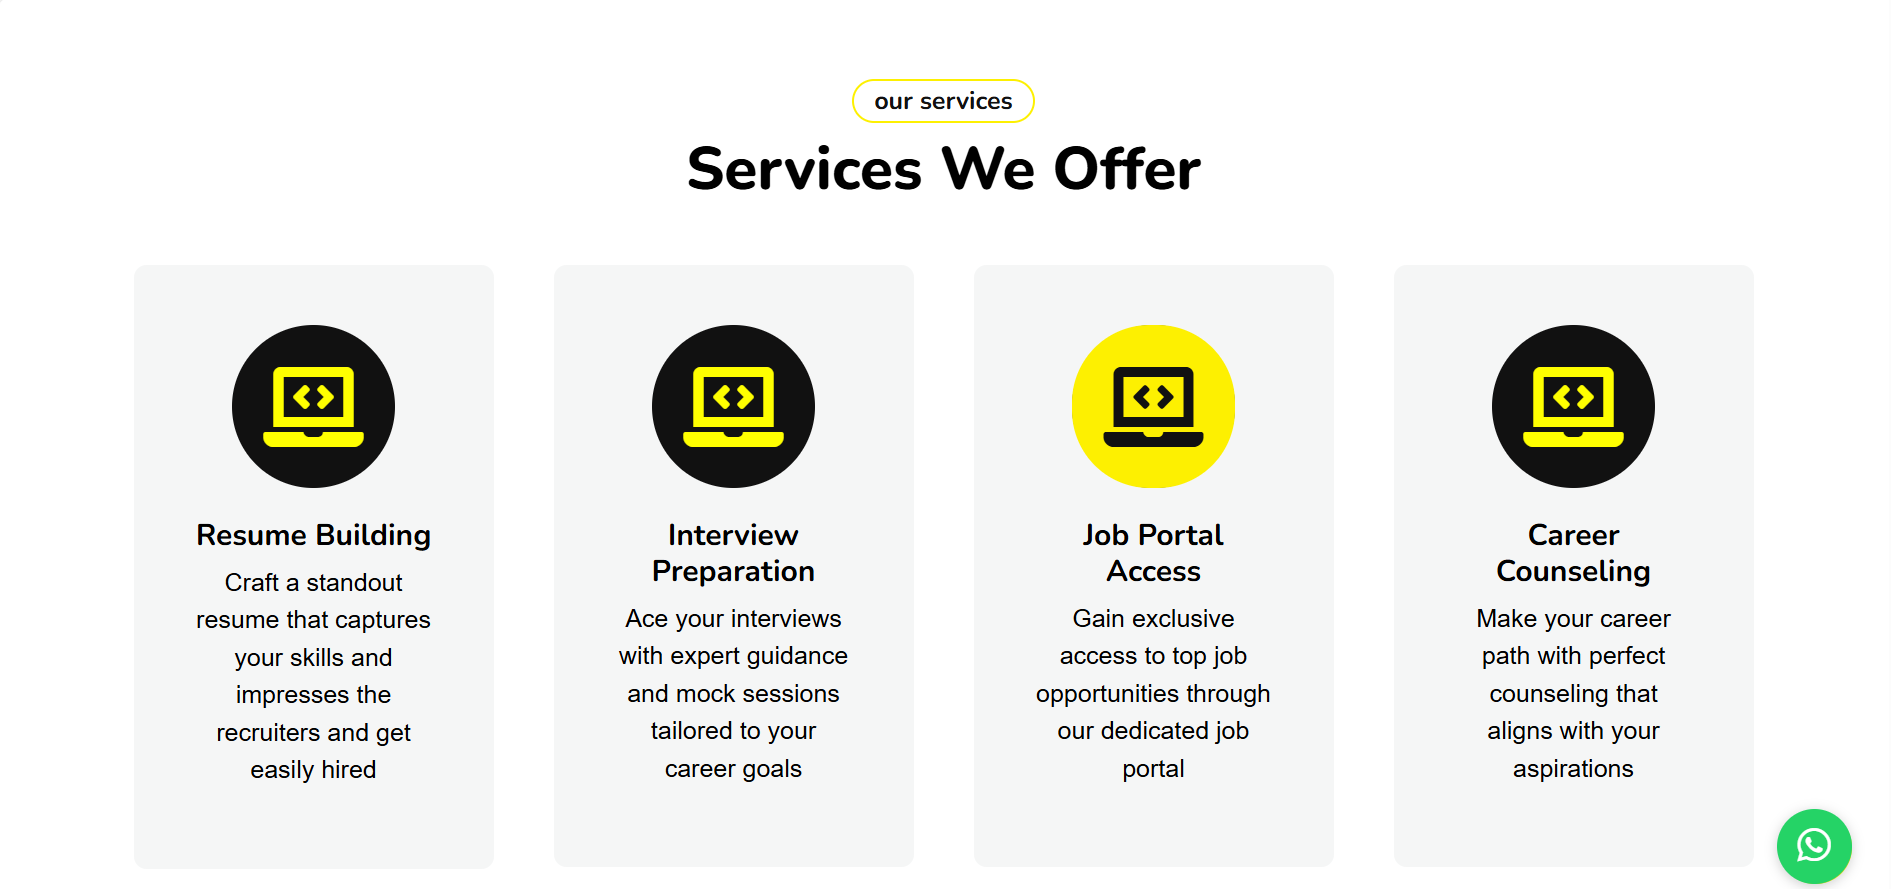 our services
Services We Offer
Resume Building
Craft a standout
resume that captures
your skills and
impresses the
recruiters and get
easily hired
Interview
Preparation
Ace your interviews
with expert guidance
and mock sessions
tailored to your
career goals
Job Portal
Access
Gain exclusive
access to top job
opportunities through
our dedicated job
portal
Career
Counseling
Make your career
path with perfect
counseling that
aligns with your
aspirations